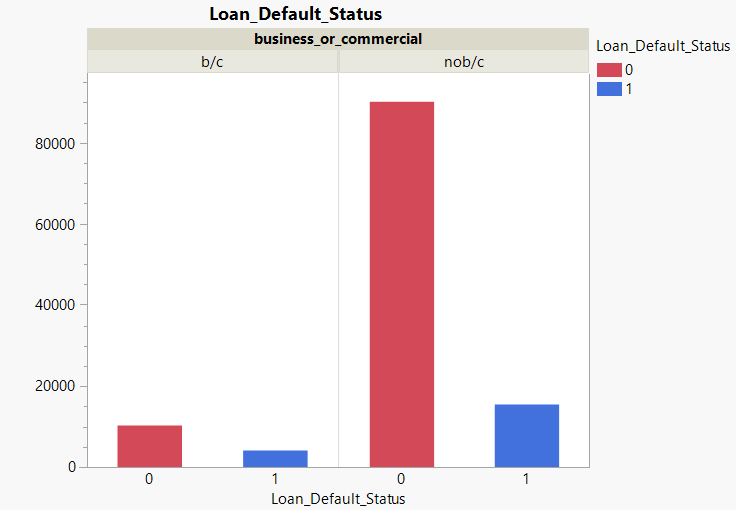 Loan_Default_Status
business_or_commercial
b/c
nob/c
Loan_Default_Status
0
1
80000
60000
40000
20000
0
0
1
0
1
Loan_Default_Status